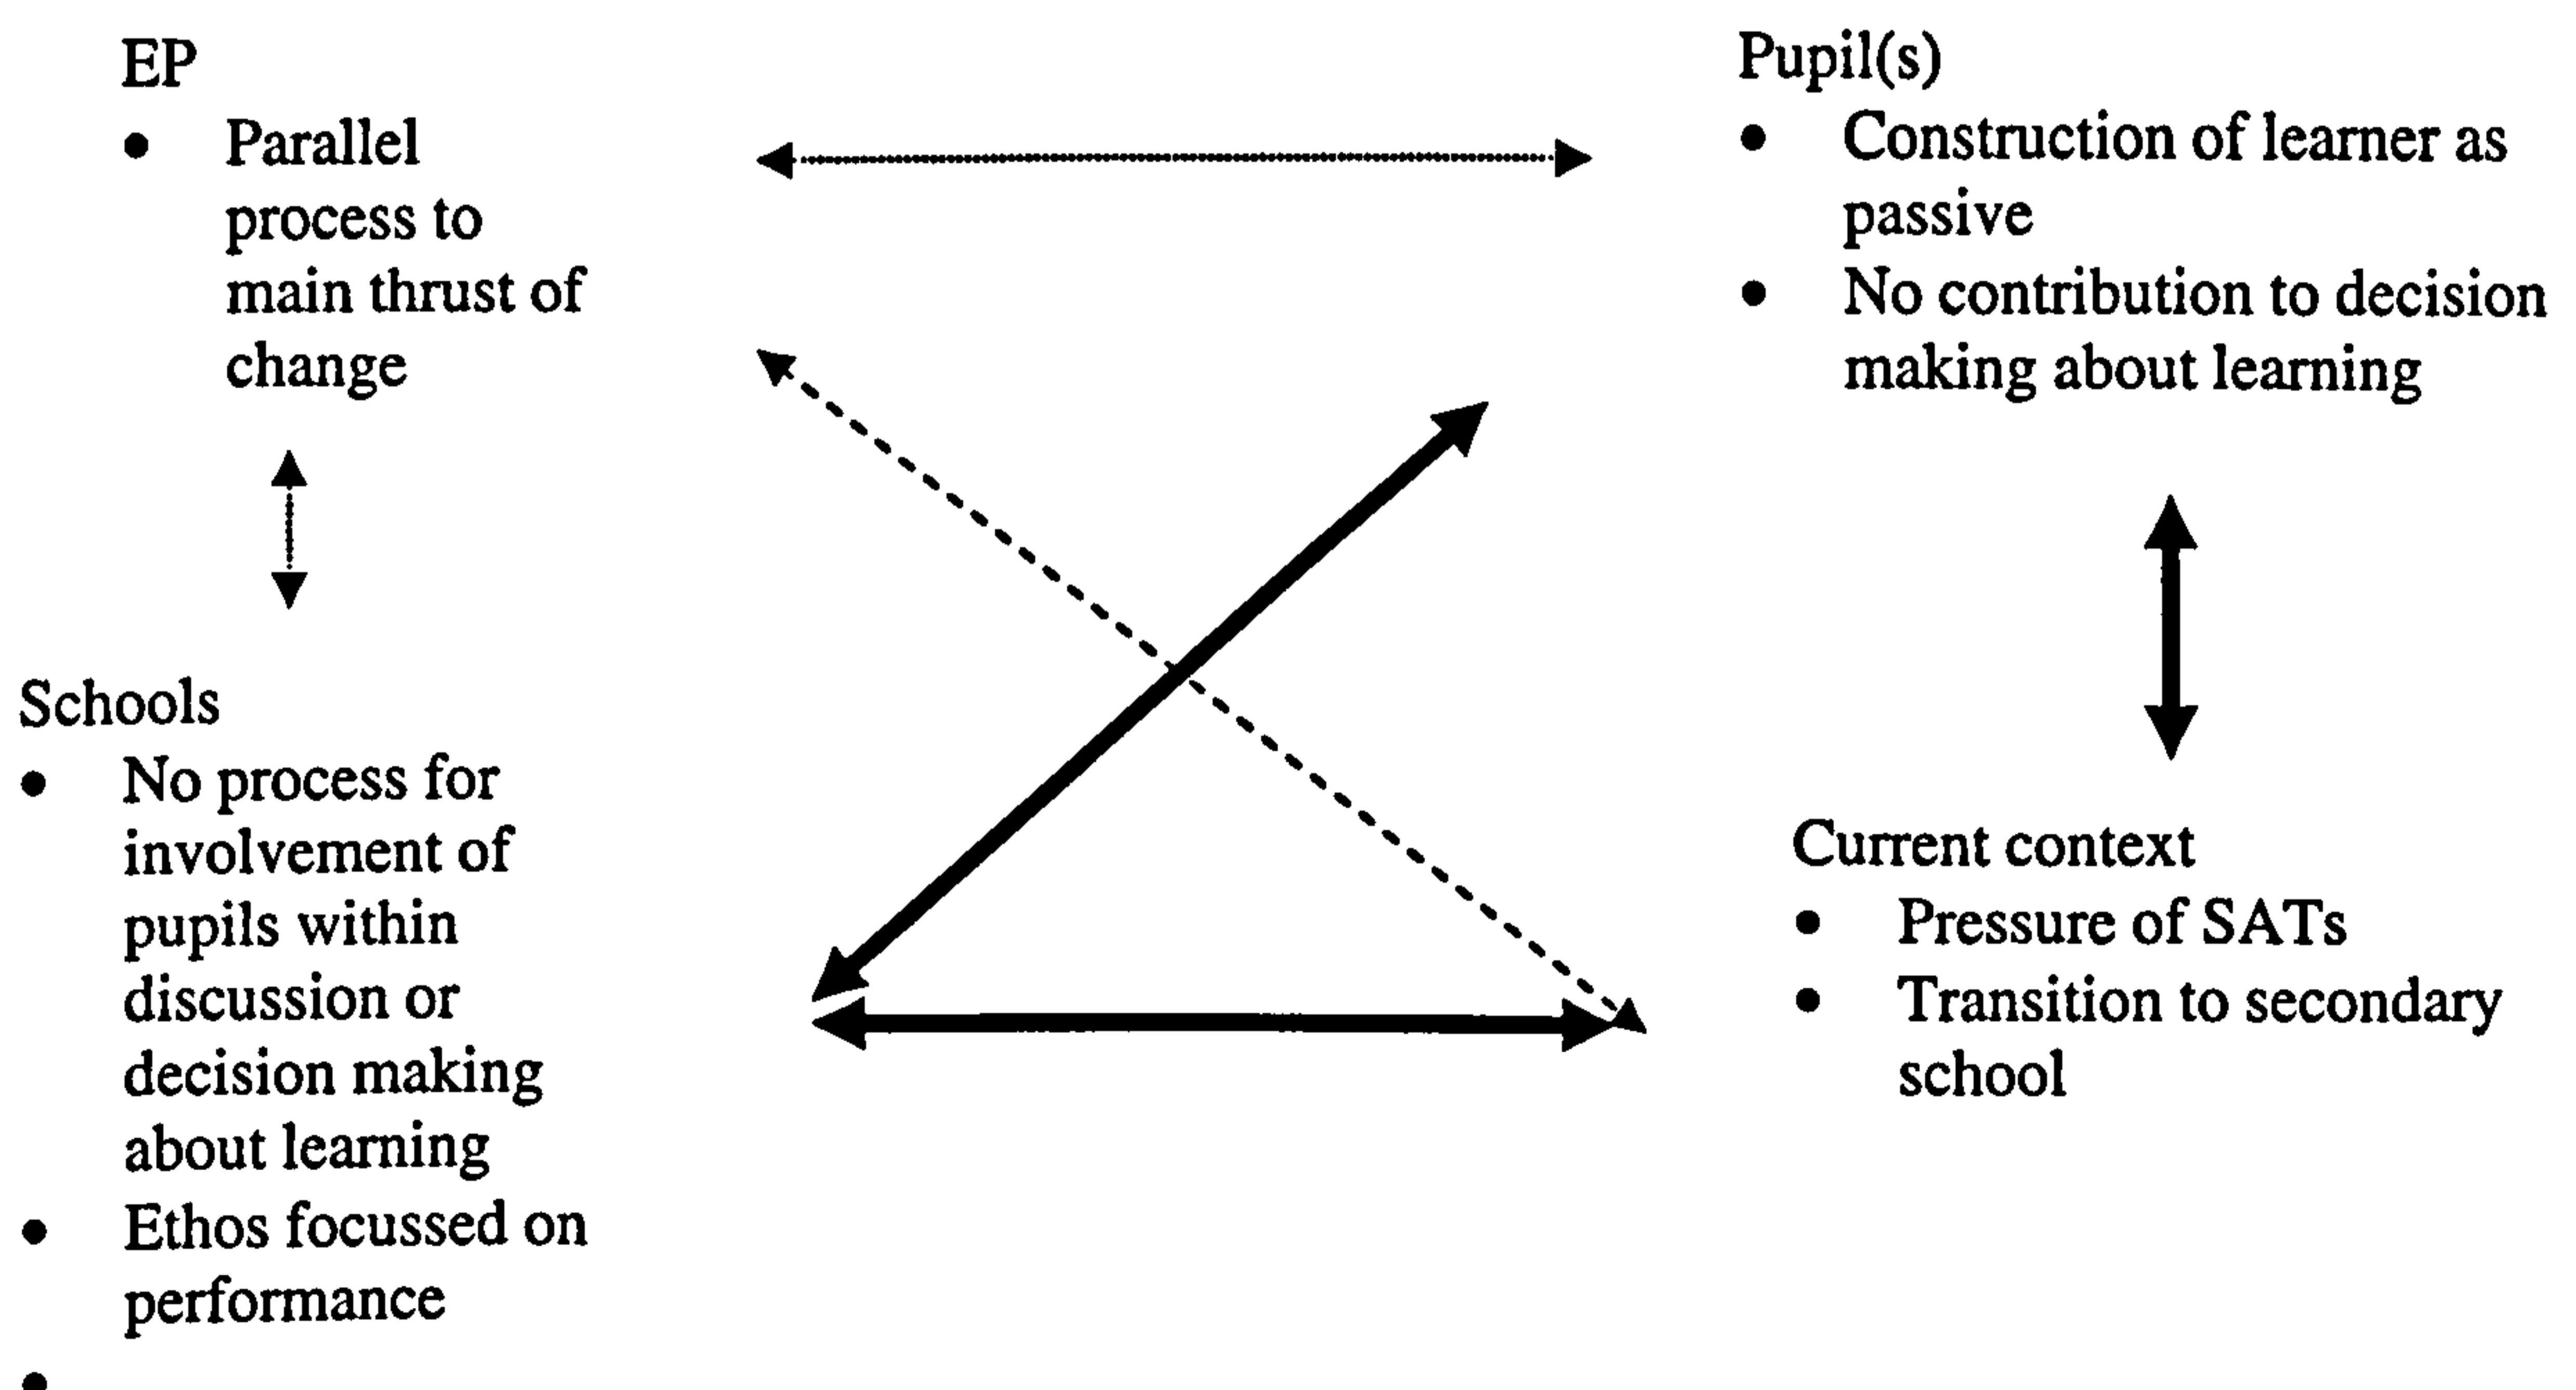 EP
• Parallel
process to
main thrust of
change
Pupil(s)
• Construction of learner as
passive
• No contribution to decision
making about learning
Schools
• No process for
involvement of
pupils within
discussion or
decision making
about learning
• Ethos focussed on
performance
•
Current context
• Pressure of SATs
• Transition to secondary
school